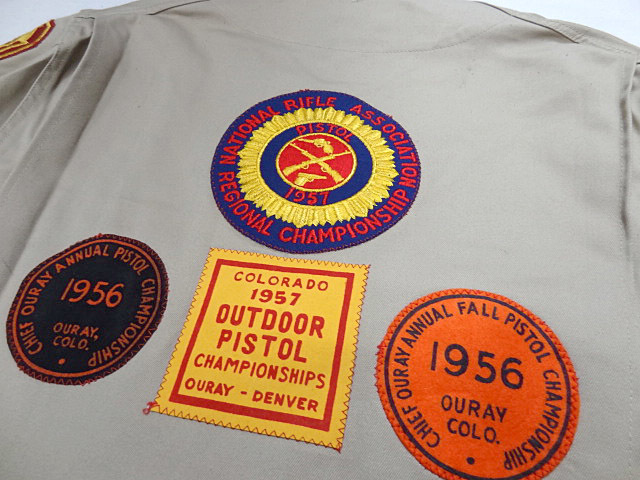 NATIONAL RIFLE ASSOCIATION
PISTOL
1957
REGIONAL CHAMPIONSHIP
CHIEF OURAY ANNUAL PISTOL CHAMPIONSHIP
1956
OURAY,
COLO.
COLORADO
1957
OUTDOOR
PISTOL
CHAMPIONSHIPS
OURAY - DENVER
CHIEF OURAY ANNUAL FALL PISTOL CHAMPIONSHIP
1956
OURAY
COLO.